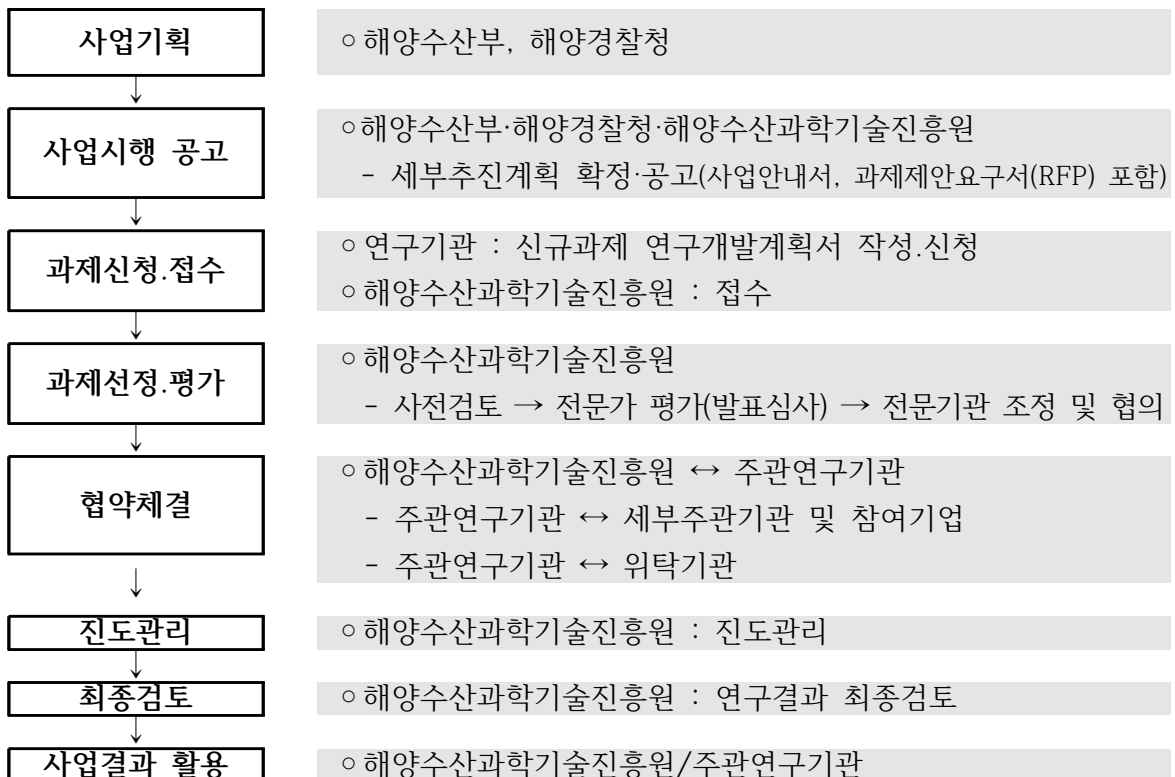 사업기획
○ 해양수산부, 해양경찰청
사업시행 공고
○ 해양수산부·해양경찰청·해양수산과학기술진흥원
- 세부추진계획 확정·공고(사업안내서, 과제제안요구서(RFP) 포함)
과제신청.접수
○ 연구기관 : 신규과제 연구개발계획서 작성.신청
○ 해양수산과학기술진흥원 : 접수
과제선정.평가
○ 해양수산과학기술진흥원
- 사전검토 → 전문가 평가(발표심사) → 전문기관 조정 및 협의
협약체결
○ 해양수산과학기술진흥원 ↔ 주관연구기관
- 주관연구기관 ↔ 세부주관기관 및 참여기업
- 주관연구기관 ↔ 위탁기관
진도관리
○ 해양수산과학기술진흥원 : 진도관리
최종검토
○ 해양수산과학기술진흥원 : 연구결과 최종검토
사업결과 활용
○ 해양수산과학기술진흥원/주관연구기관